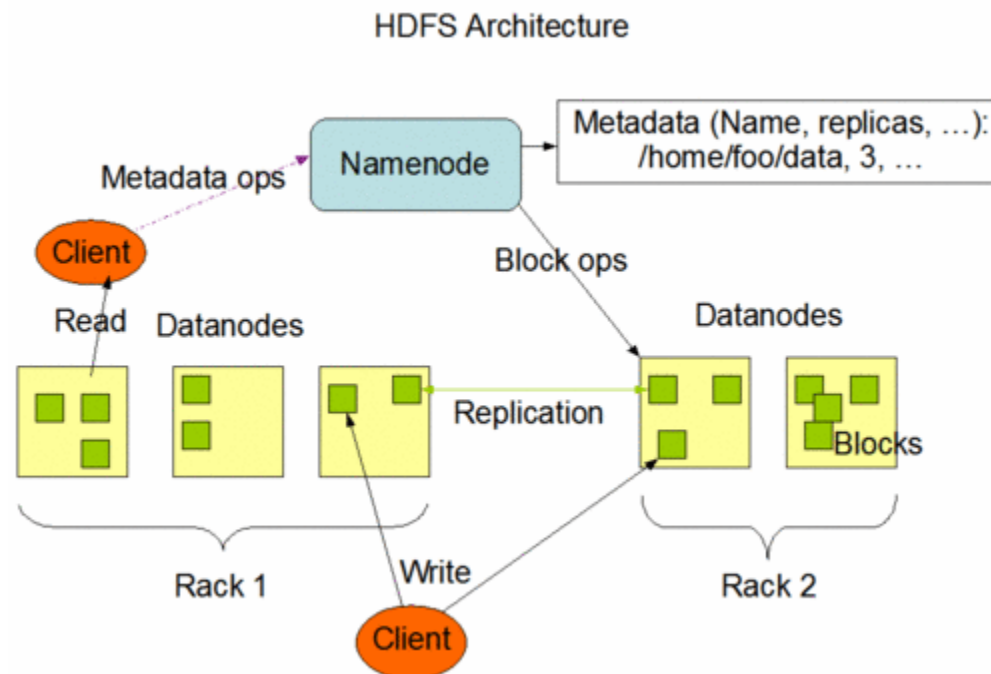 HDFS Architecture
Metadata (Name, replicas, …):
/home/foo/data, 3, …
Namenode
Metadata ops
Client
Block ops
Read
Datanodes
Datanodes
Replication
Blocks
Rack 1
Write
Rack 2
Client